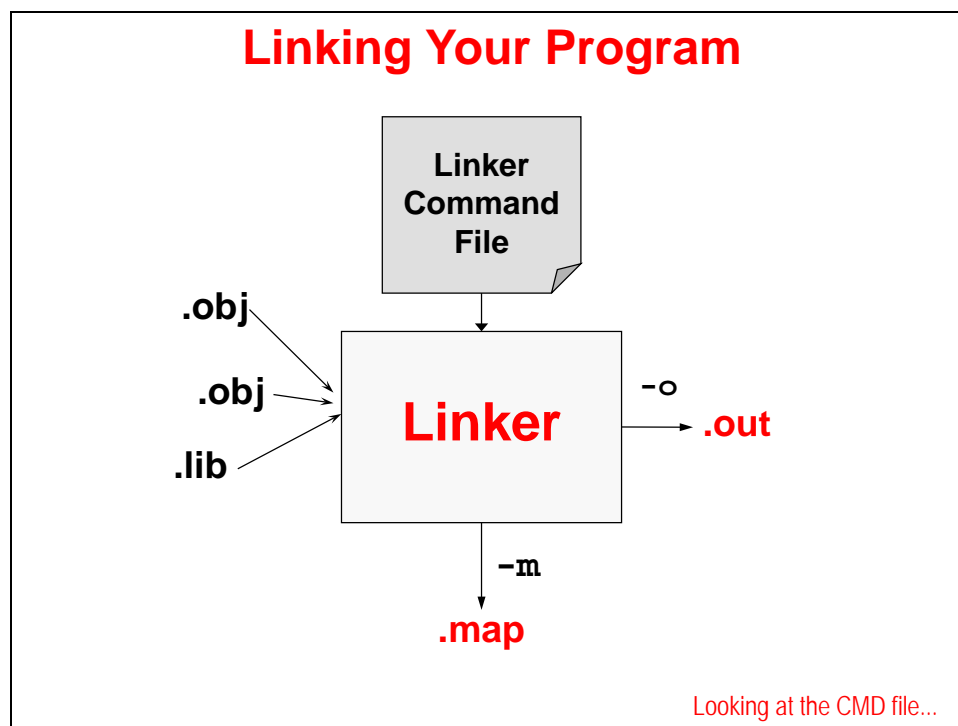 Linking Your Program
Linker
Command
File
.obj
.obj
.lib
Linker
-o
.out
-m
.map
Looking at the CMD file...